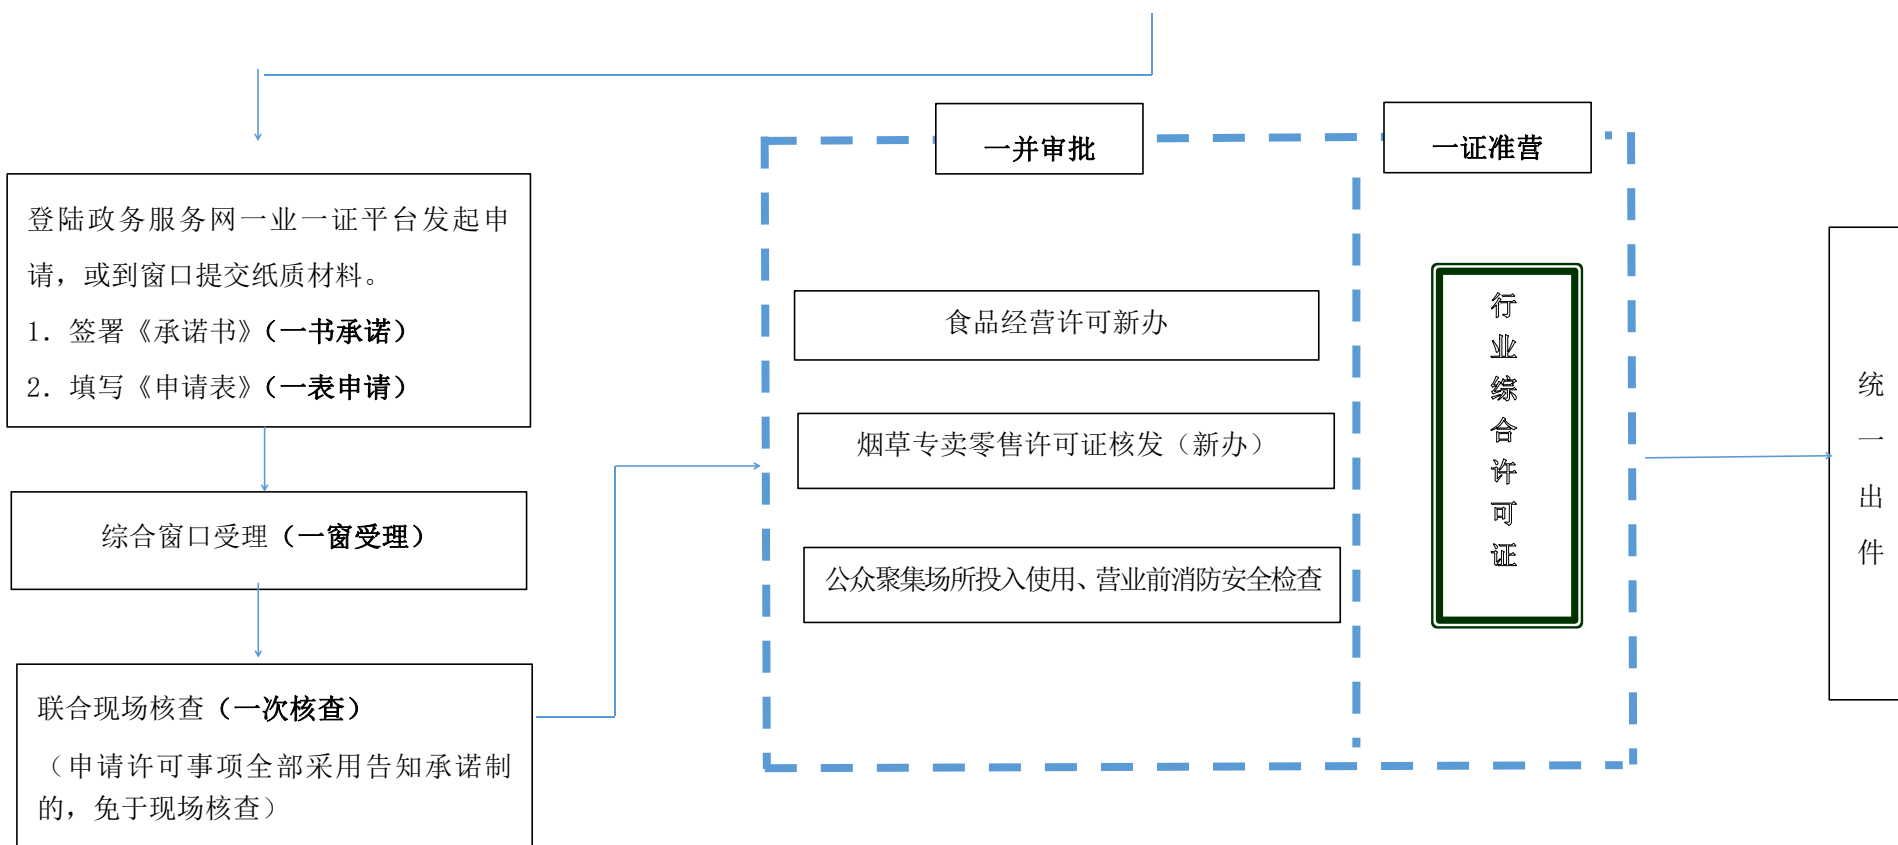 登陆政务服务网一业一证平台发起申
请，或到窗口提交纸质材料。
1. 签署《承诺书》（一书承诺）
2. 填写《申请表》（一表申请）
综合窗口受理（一窗受理）
联合现场核查（一次核查）
（申请许可事项全部采用告知承诺制
的，免于现场核查）
一并审批
食品经营许可新办
烟草专卖零售许可证核发（新办）
公众聚集场所投入使用、营业前消防安全检查
一证准营
行业综合许可证
统一出件